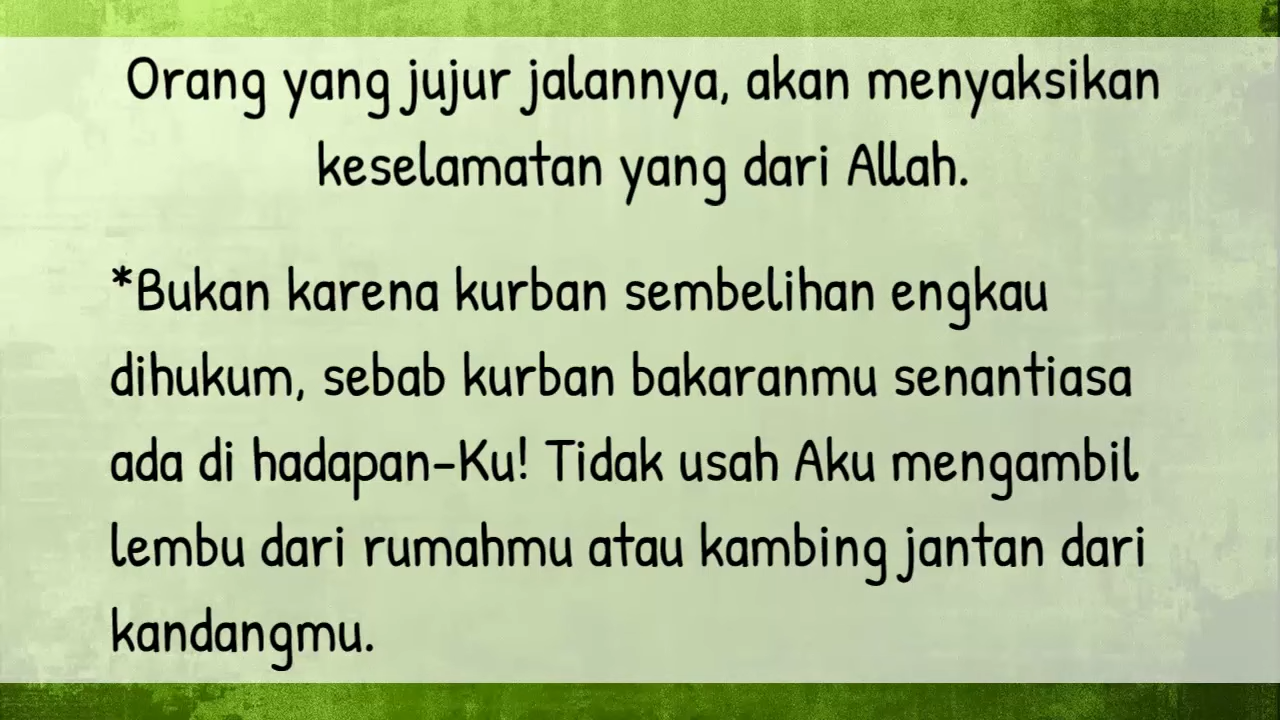 Orang yang jujur jalannya, akan menyaksikan
keselamatan yang dari Allah.
*Bukan karena kurban sembelihan engkau
dihukum, sebab kurban bakaranmu senantiasa
ada di hadapan-Ku! Tidak usah Aku mengambil
lembu dari rumahmu atau kambing jantan dari
kandangmu.